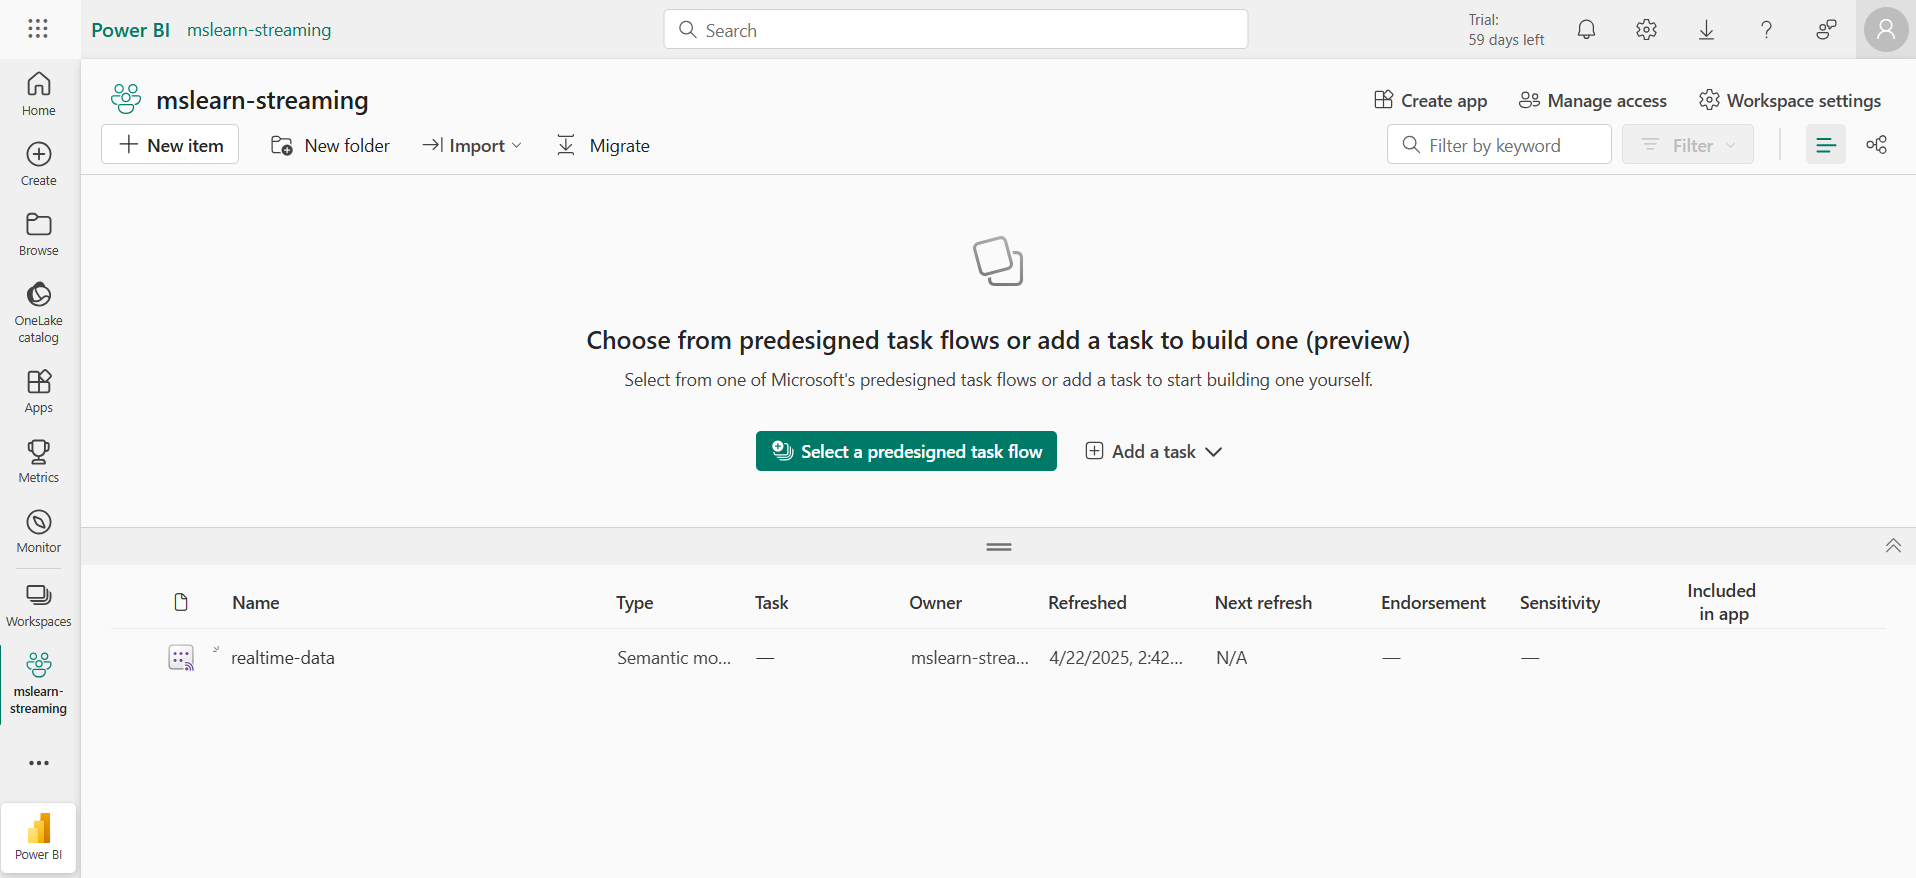 Power BI mslearn-streaming
Search
Trial:
59 days left
Home
Create
Browse
OneLake
catalog
Apps
Metrics
Monitor
Workspaces
mslearn-
streaming
Power BI
mslearn-streaming
Create app Manage access Workspace settings
New item New folder Import Migrate
Filter by keyword Filter
Choose from predesigned task flows or add a task to build one (preview)
Select from one of Microsoft's predesigned task flows or add a task to start building one yourself.
Select a predesigned task flow Add a task
Name Type Task Owner Refreshed Next refresh Endorsement Sensitivity Included
in app
realtime-data Semantic mo... — mslearn-strea... 4/22/2025, 2:42... N/A — —